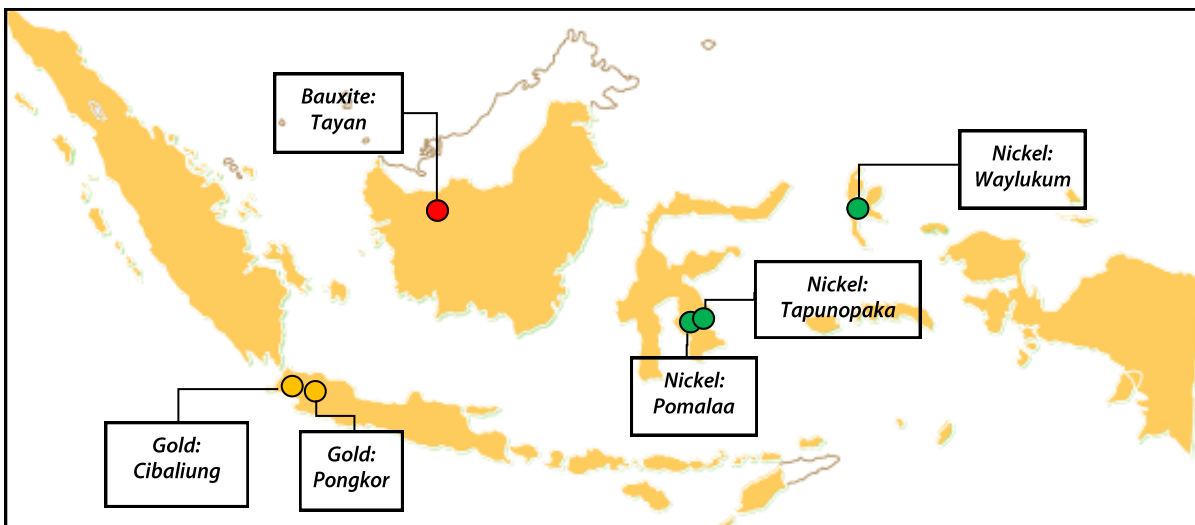 Bauxite:
Tayan
Nickel:
Waylukum
Nickel:
Tapunopaka
Nickel:
Pomalaa
Gold:
Cibaliung
Gold:
Pongkor